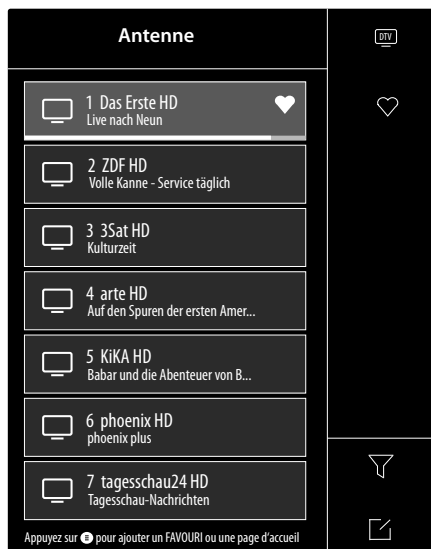 Antenne
DTV
1 Das Erste HD
Live nach Neun
2 ZDF HD
Volle Kanne - Service täglich
3 3Sat HD
Kulturzeit
4 arte HD
Auf den Spuren der ersten Amer...
5 KiKA HD
Babar und die Abenteuer von B...
6 phoenix HD
phoenix plus
7 tagesschau24 HD
Tagesschau-Nachrichten
Appuyez sur pour ajouter un FAVOURI ou une page d'accueil